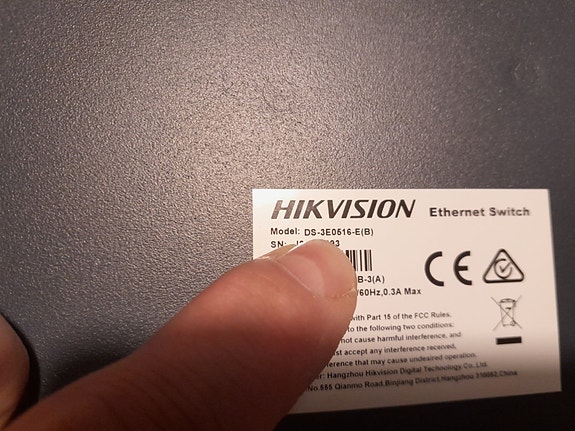 HIKVISION Ethernet Switch
Model: DS-3E0516-E(B)
SN:
B-3(A)
/60Hz,0.3A Max
with Part 15 of the FCC Rules.
to the following two conditions:
not cause harmful interference, and
accept any interference received,
interference that may cause undesired operation.
Hangzhou Hikvision Digital Technology Co.,Ltd.
No.555 Qianmo Road,Binjiang District,Hangzhou 310052,China
CE